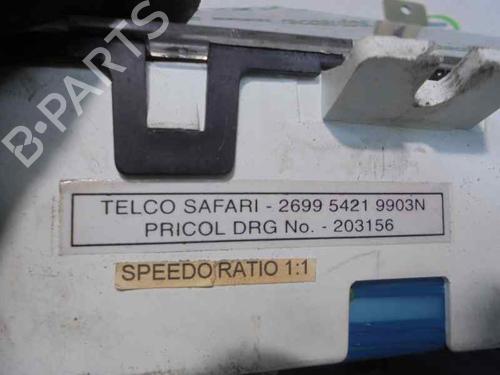 B-PARTS
TELCO SAFARI - 2699 5421 9903N
PRICOL DRG No. - 203156
SPEEDO RATIO 1:1